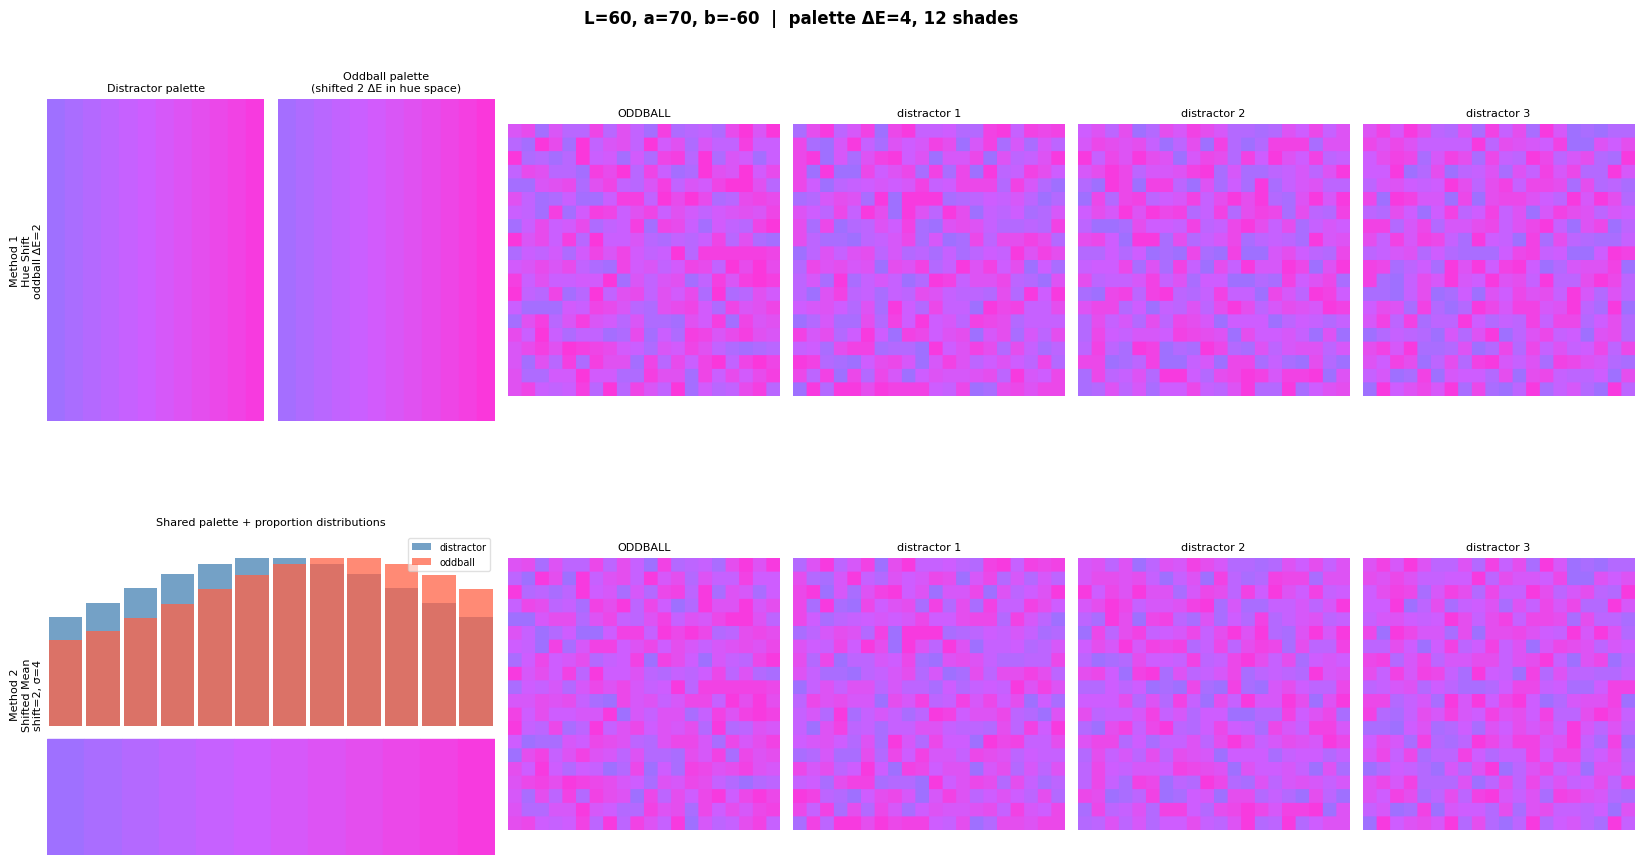 L=60, a=70, b=-60  |  palette ΔE=4, 12 shades
Distractor palette
Oddball palette
(shifted 2 ΔE in hue space)
ODDBALL
distractor 1
distractor 2
distractor 3
Method 1
Hue Shift
oddball ΔE=2
Shared palette + proportion distributions
distractor
oddball
ODDBALL
distractor 1
distractor 2
distractor 3
Method 2
Shifted Mean
shift=2, σ=4